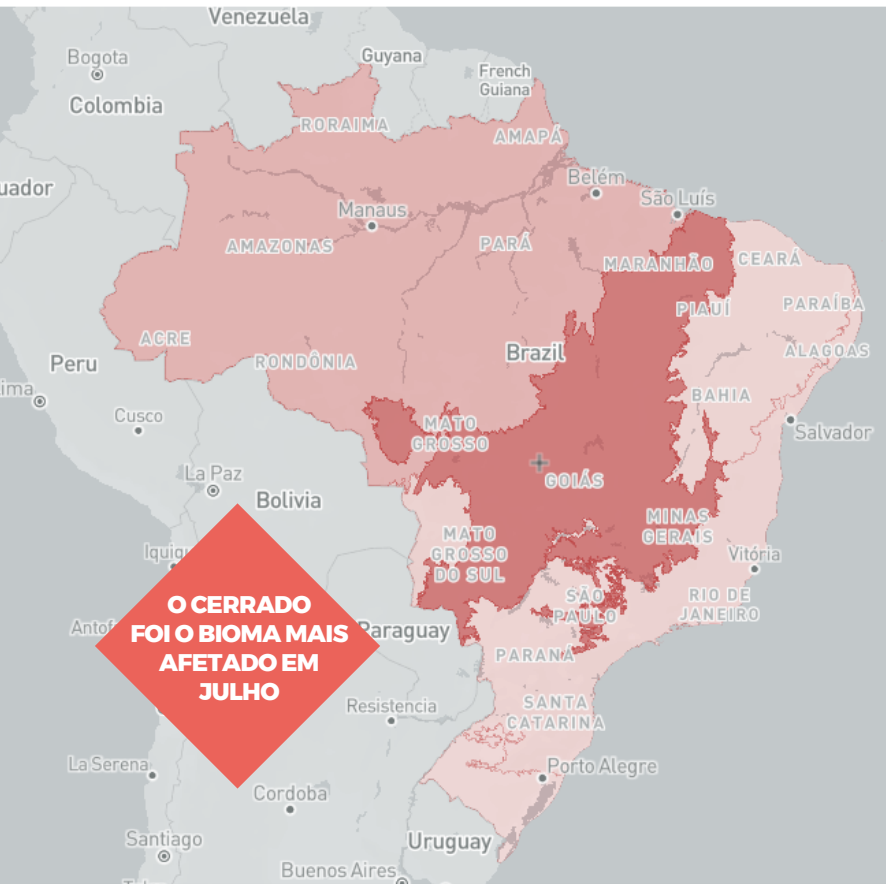 Venezuela
Guyana
Bogota
French
Guiana
Colombia
RORAIMA
AMAPÁ
uador
Belém
São Luís
Manaus
AMAZONAS
PARÁ
MARANHÃO
CEARÁ
PIAUÍ
PARAÍBA
ACRE
Brazil
ALAGOAS
Peru
RONDÔNIA
ima
BAHIA
Cusco
MATO
GROSSO
Salvador
La Paz
GOIÁS
Bolivia
MINAS
GERAIS
MATO
GROSSO
DO SUL
Iquiqu
Vitória
SÃO
PAULO
RIO DE
JANEIRO
O CERRADO
FOI O BIOMA MAIS
AFETADO EM
JULHO
Antof
Paraguay
PARANÁ
Resistencia
SANTA
CATARINA
La Serena
Porto Alegre
Cordoba
Santiago
Uruguay
Buenos Aires